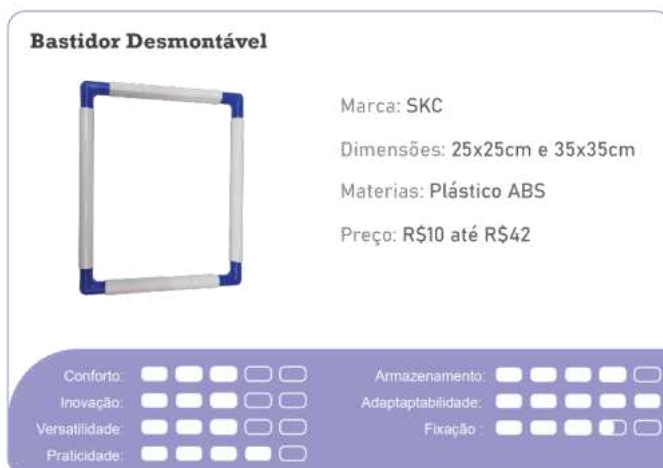 Bastidor Desmontável
Marca: SKC
Dimensões: 25x25cm e 35x35cm
Materias: Plástico ABS
Preço: R$10 até R$42
Conforto:
Inovação:
Versatilidade:
Praticidade:
Armazenamento:
Adaptaptabilidade:
Fixação :